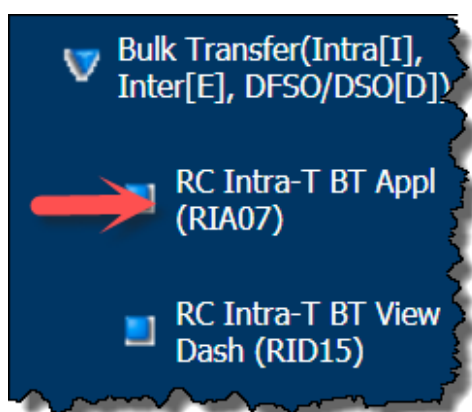 Bulk Transfer(Intra[I],
Inter[E], DFSO/DSO[D])
RC Intra-T BT Appl
(RIA07)
RC Intra-T BT View
Dash (RID15)